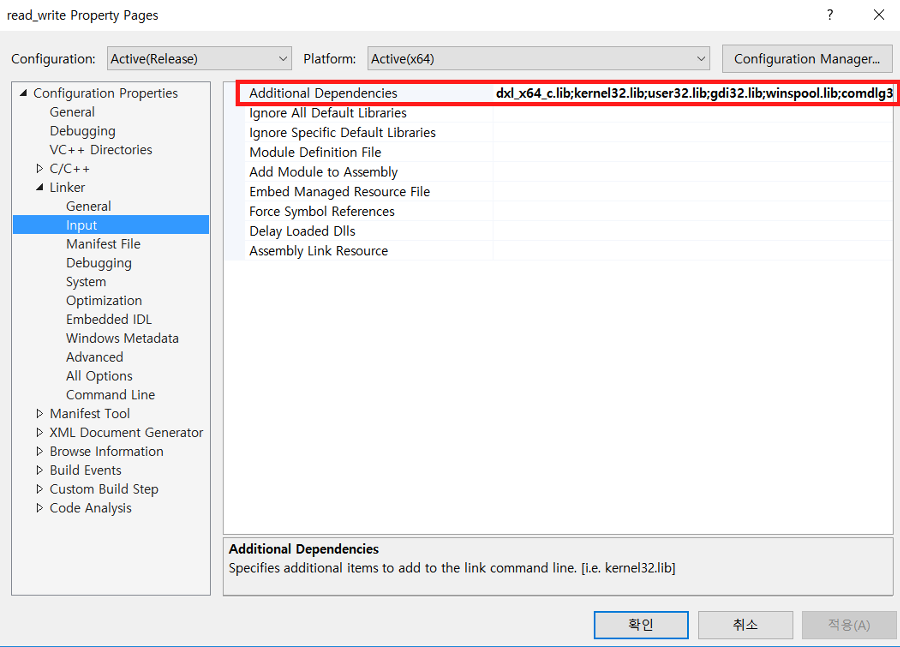 read_write Property Pages
?
Configuration: Active(Release) Platform: Active(x64) Configuration Manager...
Configuration Properties
General
Debugging
VC++ Directories
C/C++
Linker
General
Input
Manifest File
Debugging
System
Optimization
Embedded IDL
Windows Metadata
Advanced
All Options
Command Line
Manifest Tool
XML Document Generator
Browse Information
Build Events
Custom Build Step
Code Analysis
Additional Dependencies dxl_x64_c.lib;kernel32.lib;user32.lib;gdi32.lib;winspool.lib;comdlg3
Ignore All Default Libraries
Ignore Specific Default Libraries
Module Definition File
Add Module to Assembly
Embed Managed Resource File
Force Symbol References
Delay Loaded Dlls
Assembly Link Resource
Additional Dependencies
Specifies additional items to add to the link command line. [i.e. kernel32.lib]
확인 취소 적용(A)